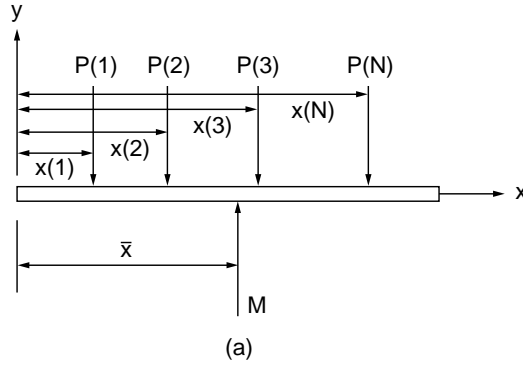 y
P(1) P(2) P(3) P(N)
x(N)
x(3)
x(2)
x(1)
x
x̄
M
(a)